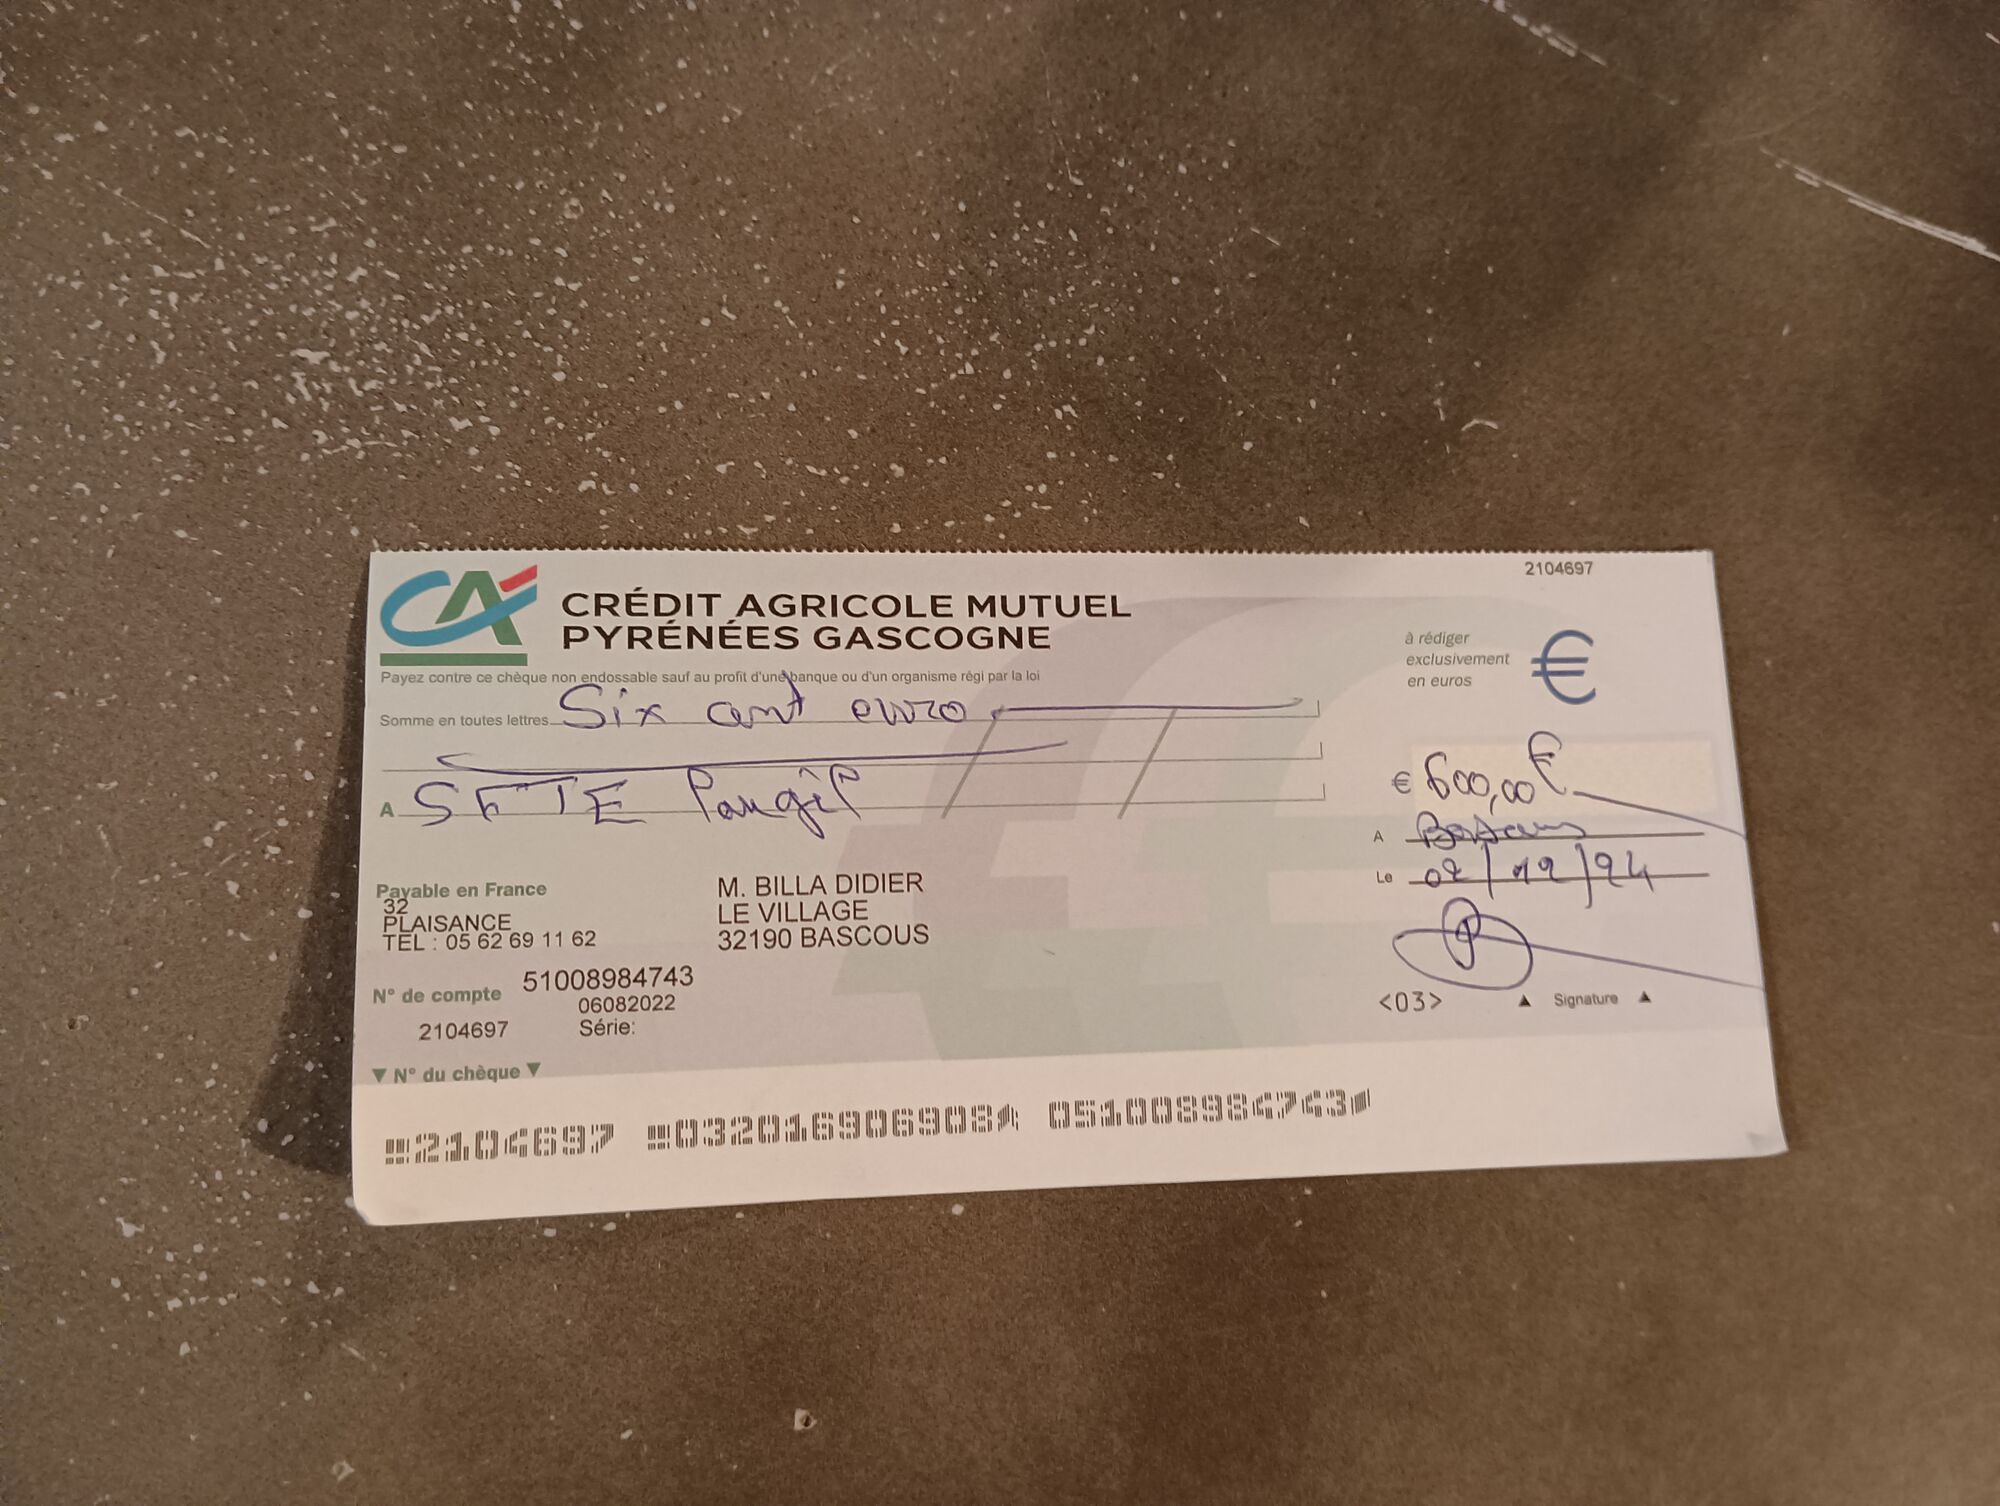 CA
CRÉDIT AGRICOLE MUTUEL
PYRÉNÉES GASCOGNE
2104697
à rédiger
exclusivement
en euros
€
Payez contre ce chèque non endossable sauf au profit d'une banque ou d'un organisme régi par la loi
Somme en toutes lettres Six cent euro
A
€ 600,00€
A
Le 02/12/24
Payable en France
32
PLAISANCE
TEL : 05 62 69 11 62
M. BILLA DIDIER
LE VILLAGE
32190 BASCOUS
N° de compte 51008984743
06082022
2104697 Série:
<03> ▲ Signature ▲
▼ N° du chèque ▼
2104697 032016906908 051008984743